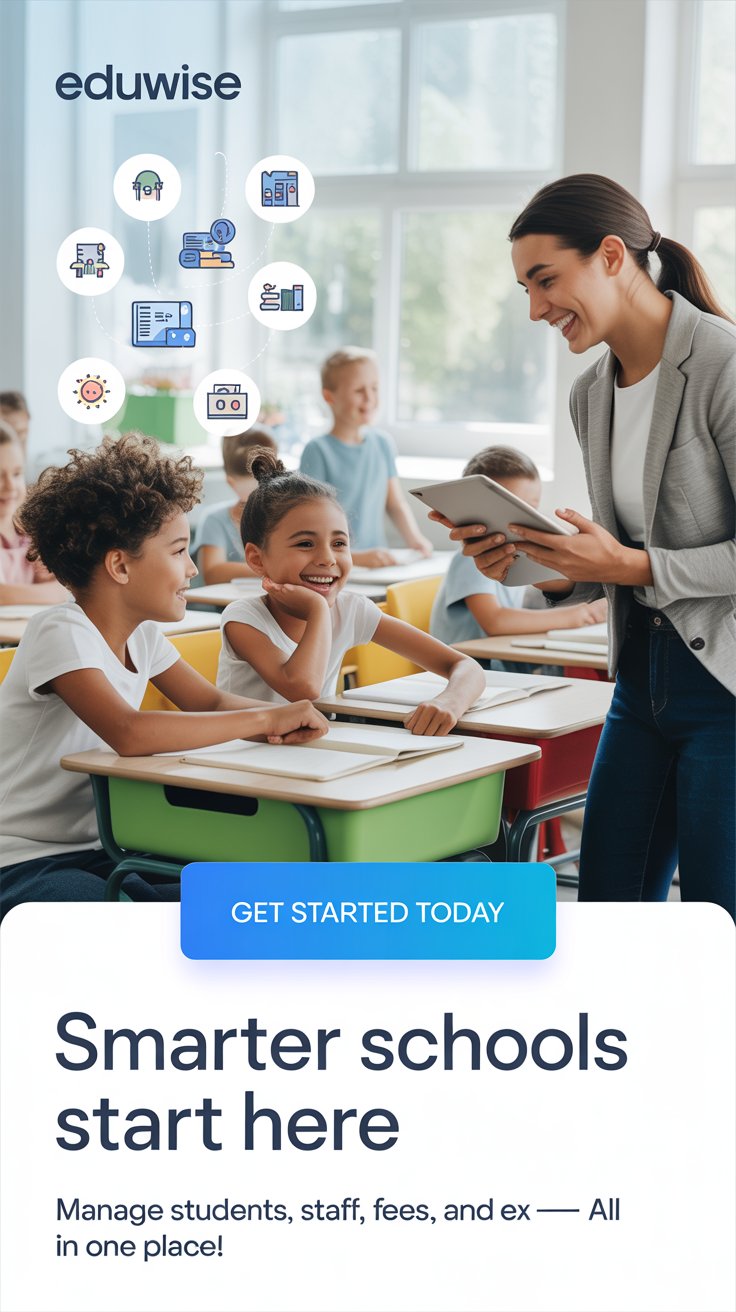 eduwise
GET STARTED TODAY
Smarter schools
start here
Manage students, staff, fees, and ex — All
in one place!